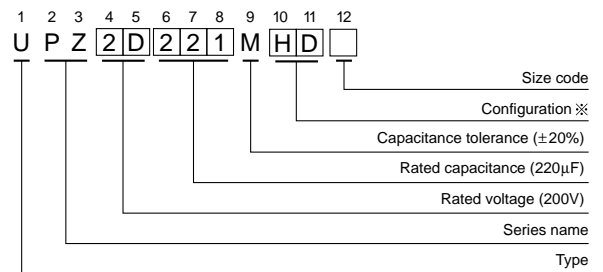 1 2 3 4 5 6 7 8 9 10 11 12
U P Z 2 D 2 2 1 M H D
Size code
Configuration ※
Capacitance tolerance (±20%)
Rated capacitance (220µF)
Rated voltage (200V)
Series name
Type